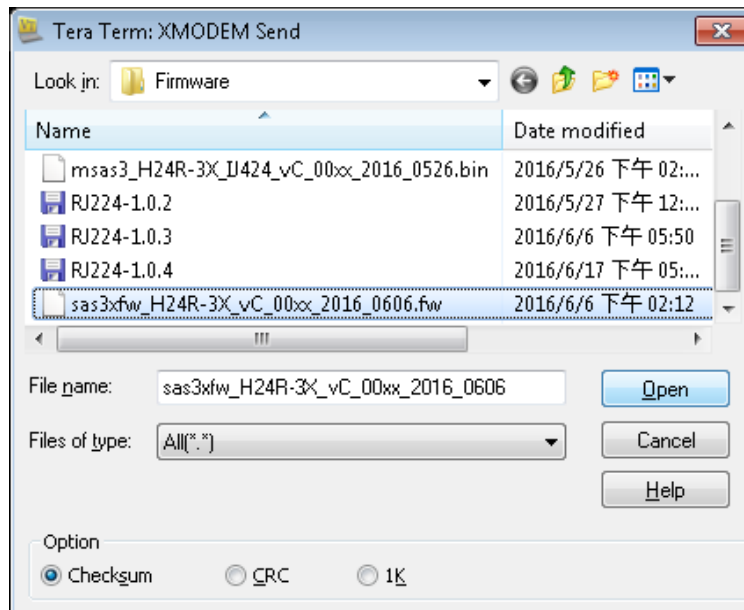 Tera Term: XMODEM Send
Look in: Firmware
Name Date modified
msas3_H24R-3X_IJ424_vC_00xx_2016_0526.bin 2016/5/26 下午 02:...
RJ224-1.0.2 2016/5/27 下午 12:...
RJ224-1.0.3 2016/6/6 下午 05:50
RJ224-1.0.4 2016/6/17 下午 05:...
sas3xfw_H24R-3X_vC_00xx_2016_0606.fw 2016/6/6 下午 02:12
File name: sas3xfw_H24R-3X_vC_00xx_2016_0606 Open
Files of type: All(*.*) Cancel
Help
Option
Checksum CRC 1K